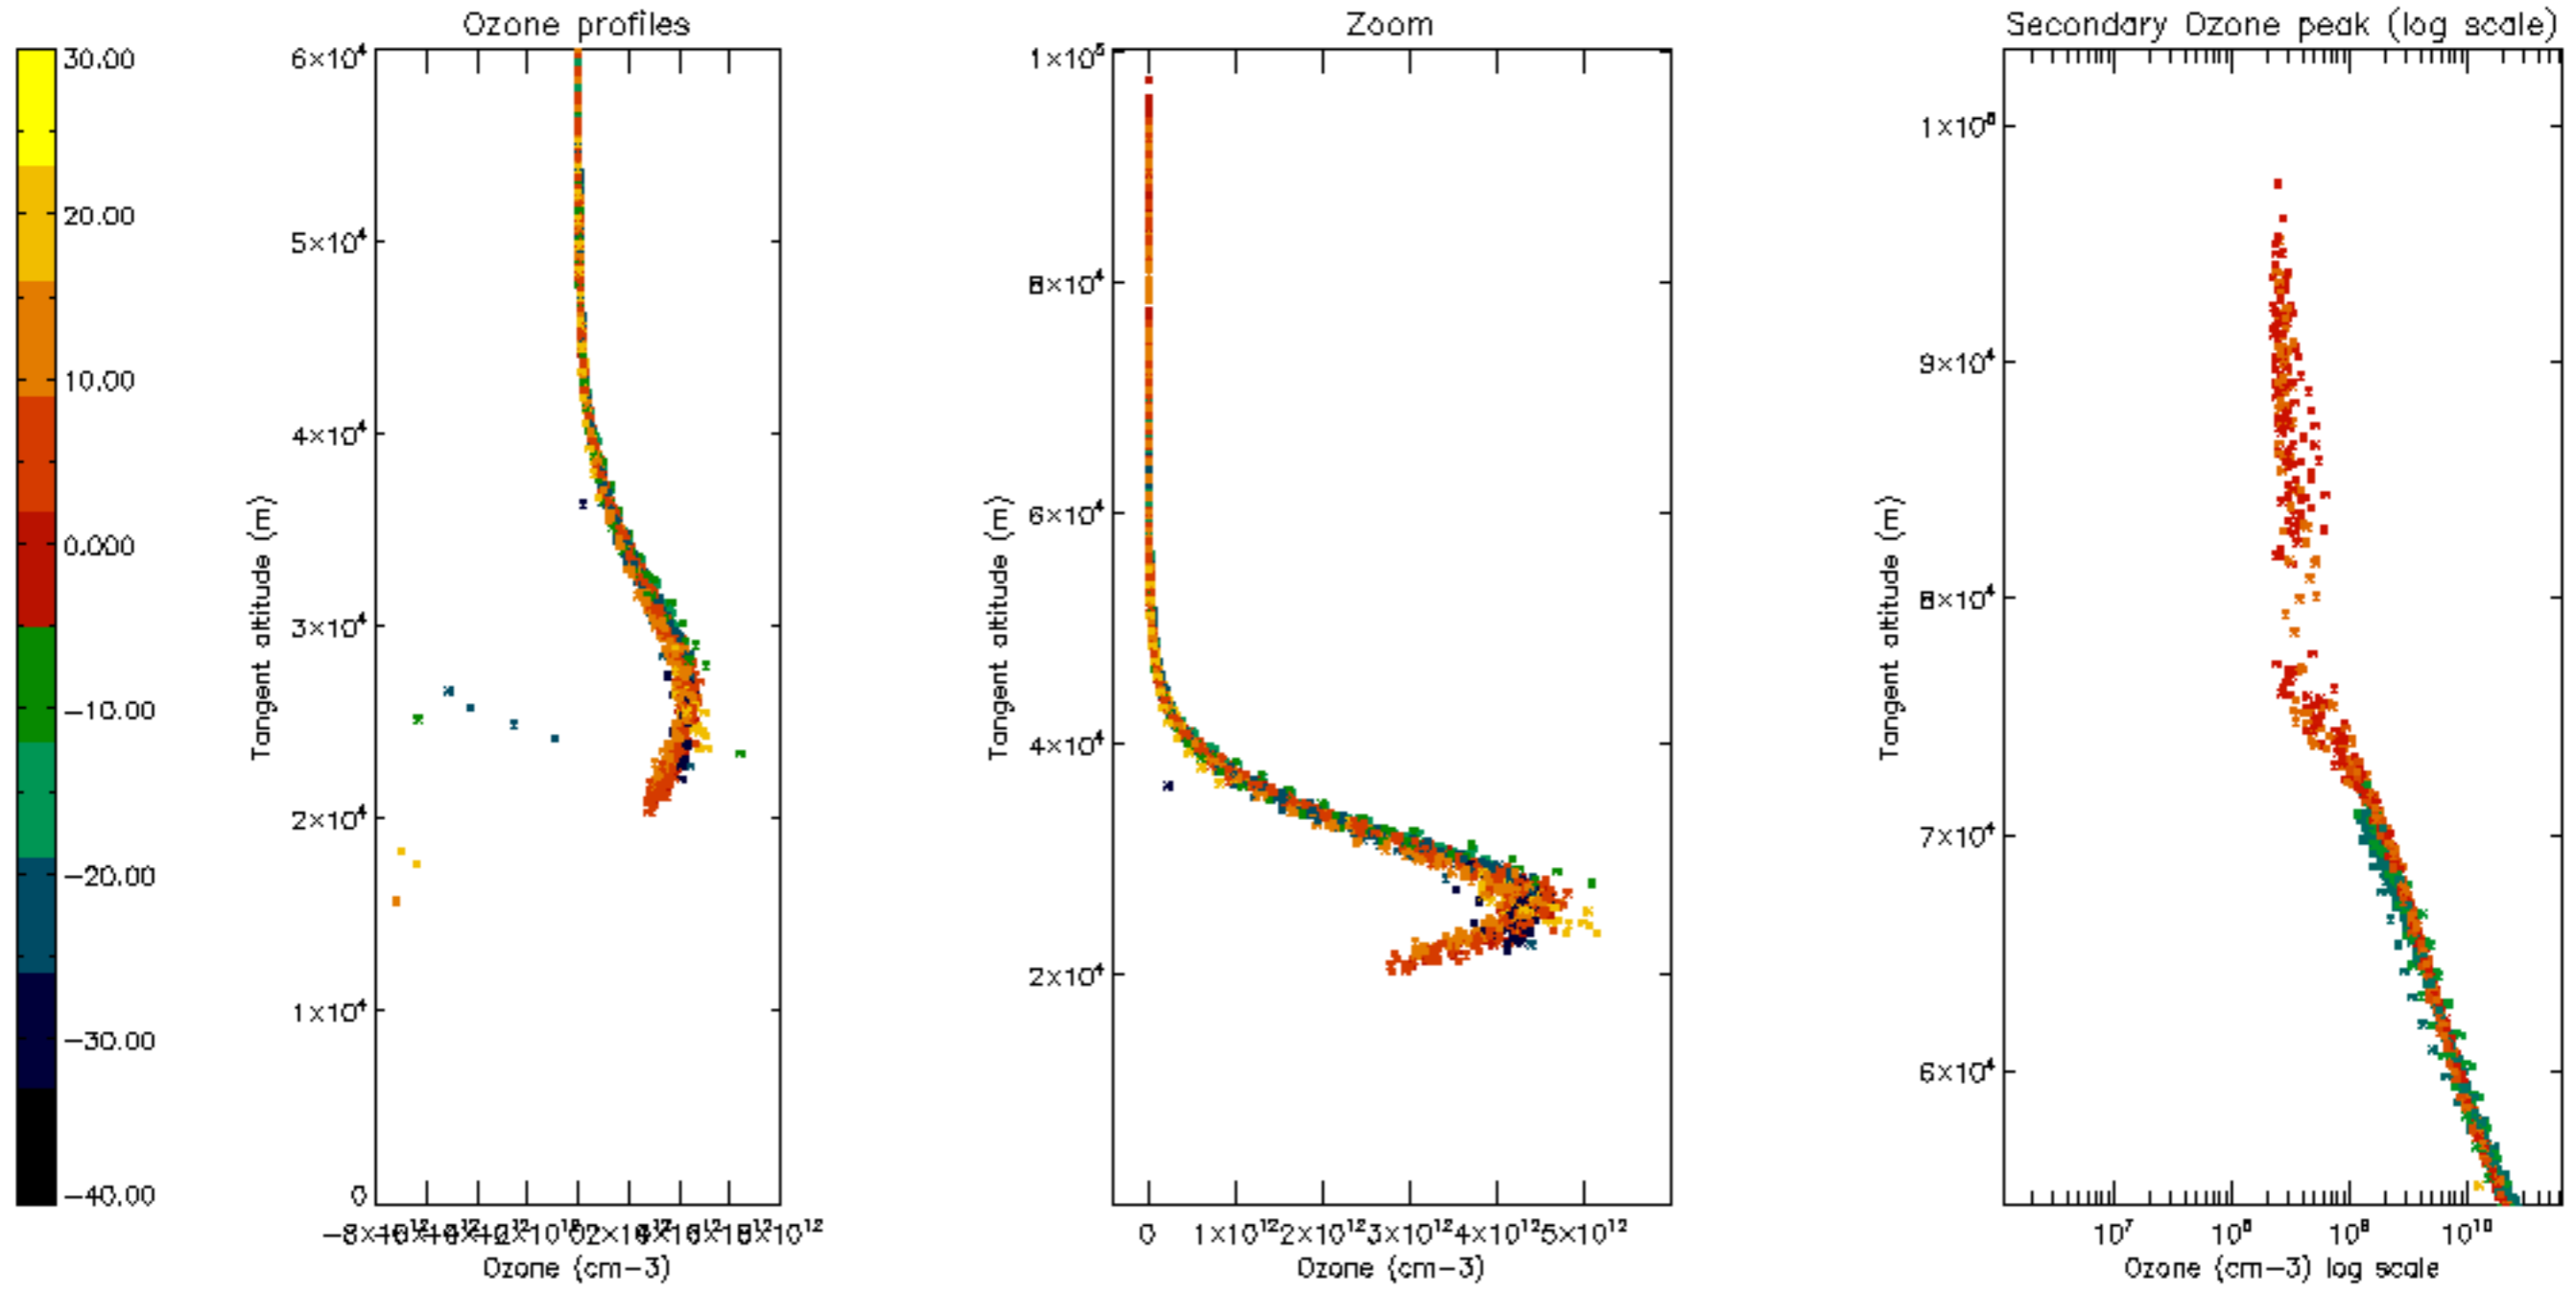 Ozone profiles
Zoom
Secondary Ozone peak (log scale)
30.00
20.00
10.00
0.000
−10.00
−20.00
−30.00
−40.00
6×10⁴
5×10⁴
4×10⁴
3×10⁴
2×10⁴
1×10⁴
0
Tangent altitude (m)
Ozone (cm−3)
1×10⁵
8×10⁴
6×10⁴
4×10⁴
2×10⁴
Tangent altitude (m)
0 1×10¹² 2×10¹² 3×10¹² 4×10¹² 5×10¹²
Ozone (cm−3)
1×10⁵
9×10⁴
8×10⁴
7×10⁴
6×10⁴
Tangent altitude (m)
10⁷ 10⁸ 10⁹ 10¹⁰
Ozone (cm−3) log scale